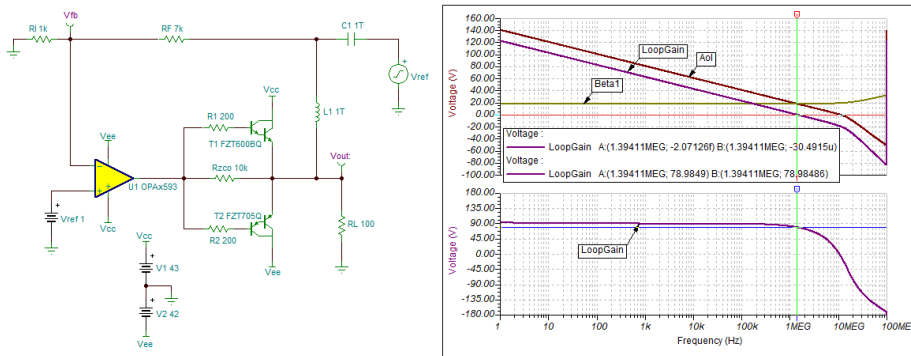 Vfb
RI 1k
RF 7k
C1 1T
Vref
Vcc
R1 200
L1 1T
T1 FZT600BQ
Vee
Rzco 10k
Vout
U1 OPAx593
Vcc
T2 FZT705Q
Vref 1
R2 200
RL 100
Vcc
Vee
V1 43
V2 42
Vee
160.00
140.00
120.00
100.00
80.00
60.00
40.00
20.00
0.00
-20.00
-40.00
-60.00
-80.00
-100.00
Voltage (V)
a
LoopGain
Aol
Beta1
Voltage :
LoopGain A:(1.39411MEG; -2.07126f) B:(1.39411MEG; -30.4915u)
Voltage :
LoopGain A:(1.39411MEG; 78.9849) B:(1.39411MEG; 78.98486)
180.00
135.00
90.00
45.00
0.00
-45.00
-90.00
-135.00
-180.00
Voltage (V)
LoopGain
1 10 100 1k 10k 100k 1MEG 10MEG 100MEG
Frequency (Hz)